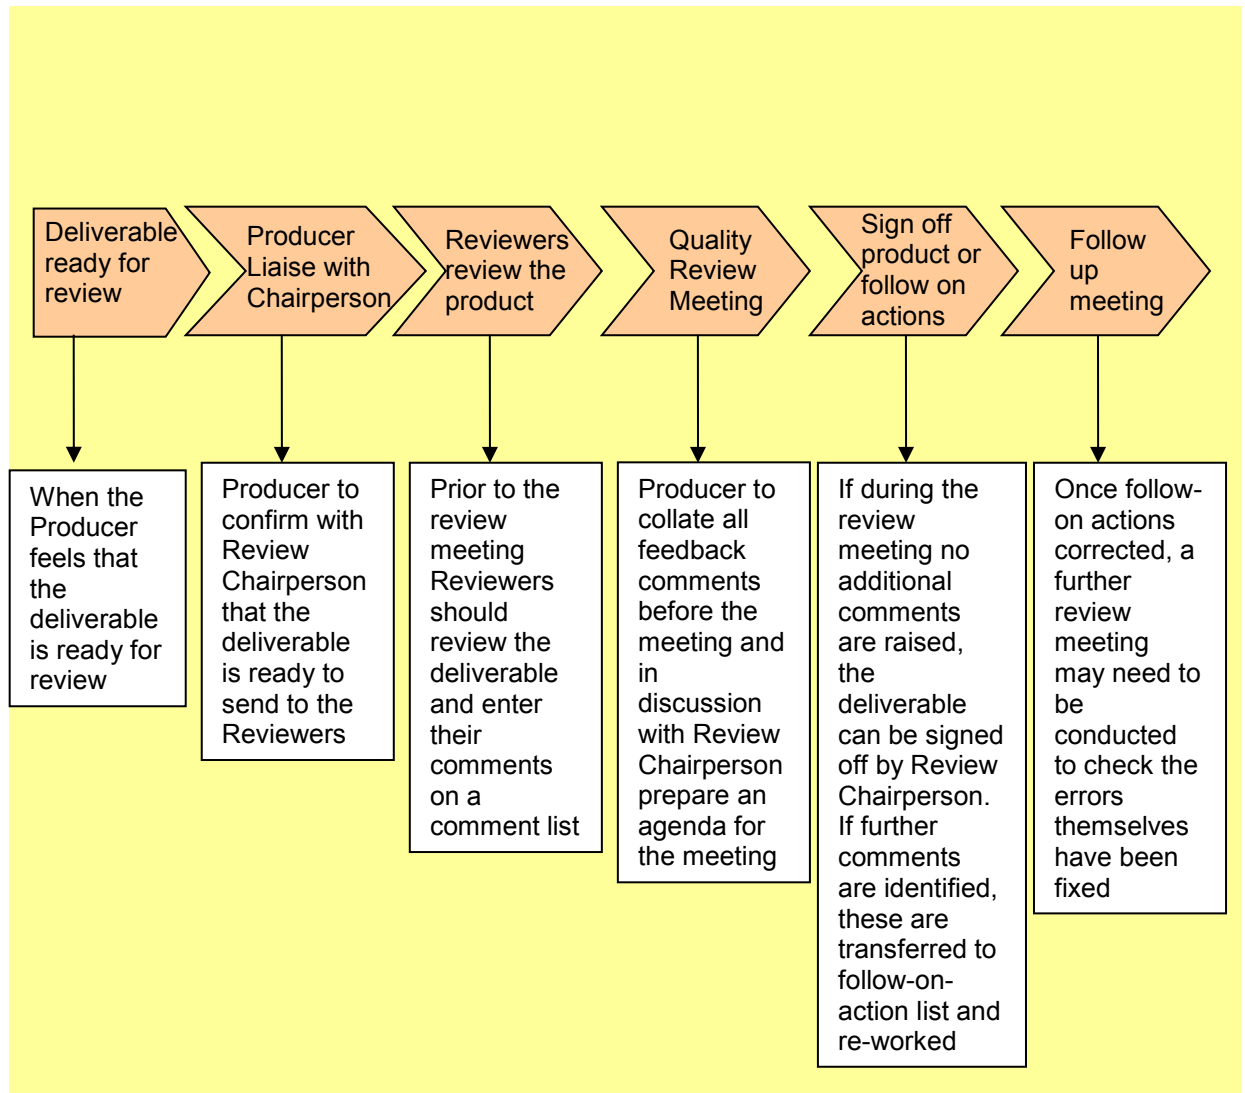 Deliverable
ready for
review
Producer
Liaise with
Chairperson
Reviewers
review the
product
Quality
Review
Meeting
Sign off
product or
follow on
actions
Follow
up
meeting
When the
Producer
feels that
the
deliverable
is ready for
review
Producer to
confirm with
Review
Chairperson
that the
deliverable
is ready to
send to the
Reviewers
Prior to the
review
meeting
Reviewers
should
review the
deliverable
and enter
their
comments
on a
comment list
Producer to
collate all
feedback
comments
before the
meeting and
in
discussion
with Review
Chairperson
prepare an
agenda for
the meeting
If during the
review
meeting no
additional
comments
are raised,
the
deliverable
can be signed
off by Review
Chairperson.
If further
comments
are identified,
these are
transferred to
follow-on-
action list and
re-worked
Once follow-
on actions
corrected, a
further
review
meeting
may need to
be
conducted
to check the
errors
themselves
have been
fixed